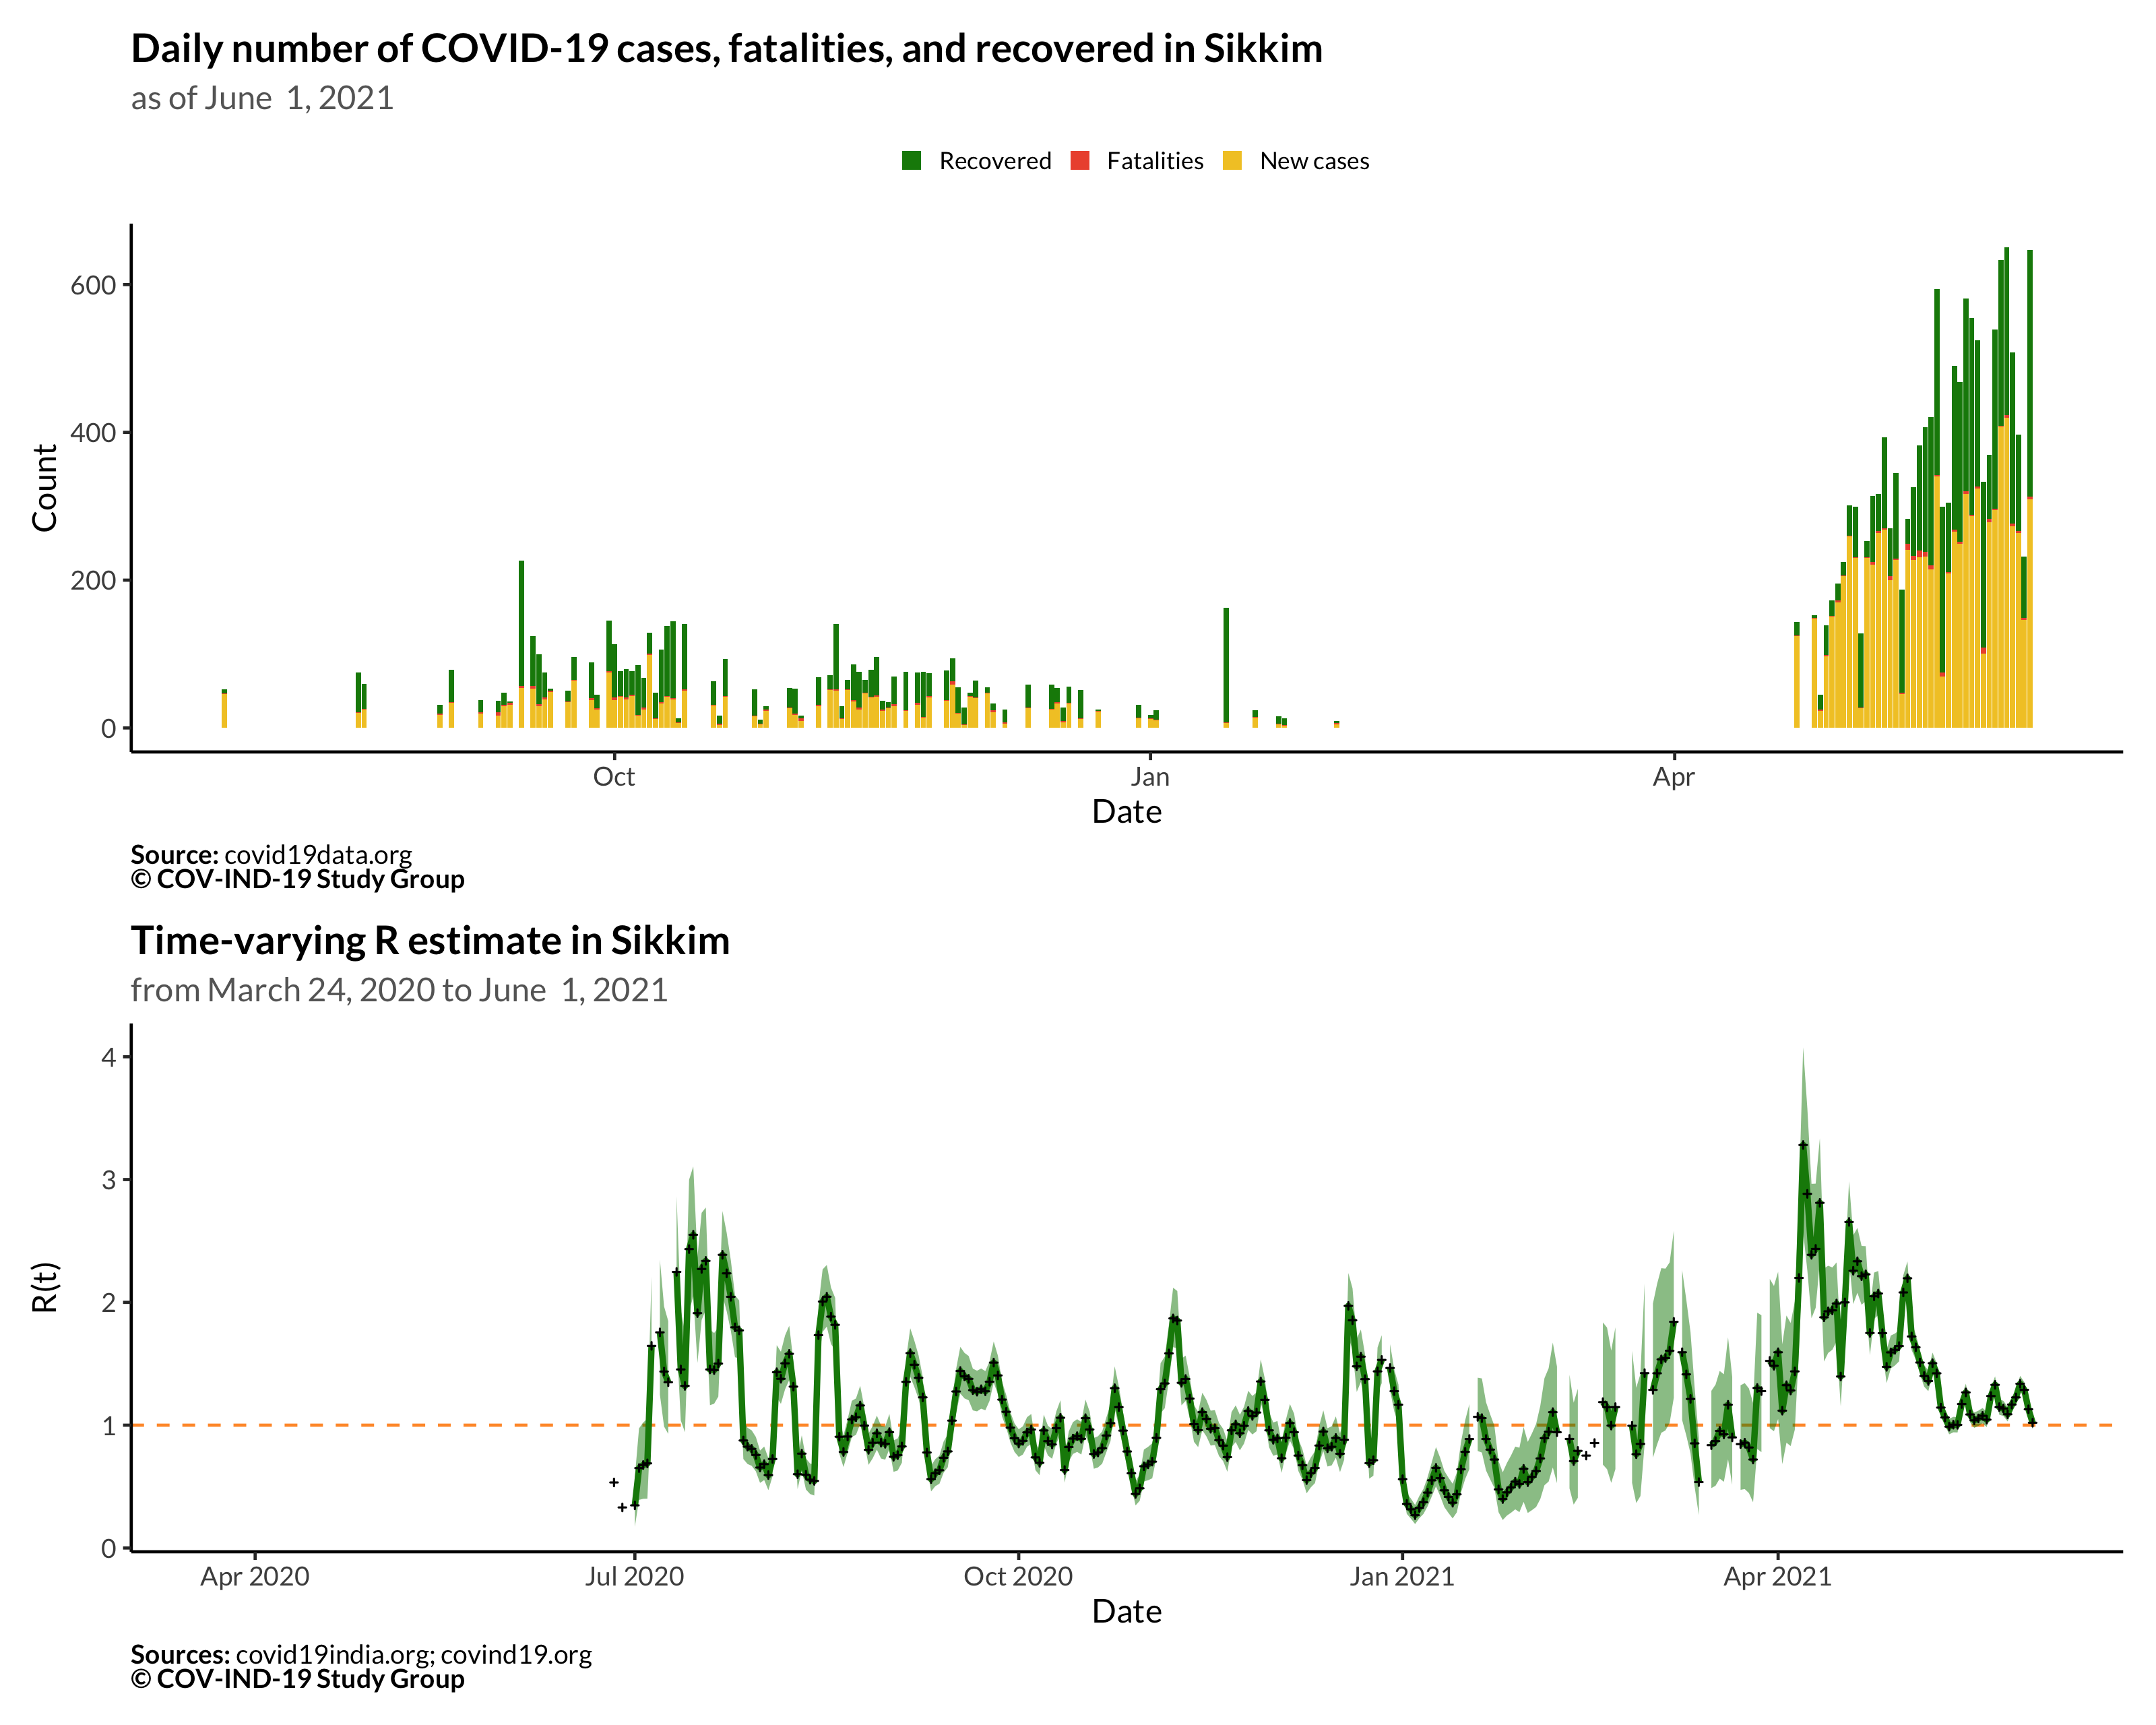 Daily number of COVID-19 cases, fatalities, and recovered in Sikkim
as of June 1, 2021
Recovered Fatalities New cases
600
400
200
0
Count
Oct Jan Apr
Date
Source: covid19data.org
© COV-IND-19 Study Group
Time-varying R estimate in Sikkim
from March 24, 2020 to June 1, 2021
4
3
2
1
0
R(t)
Apr 2020 Jul 2020 Oct 2020 Jan 2021 Apr 2021
Date
Sources: covid19india.org; covind19.org
© COV-IND-19 Study Group